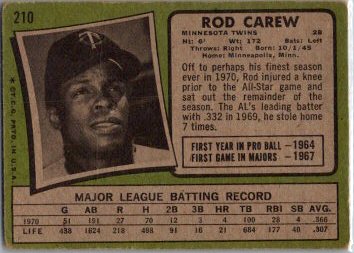 210
ROD CAREW
MINNESOTA TWINS 2B
Ht: 6' Wt: 172 Bats: Left
Throws: Right Born: 10/1/45
Home: Minneapolis, Minn.
Off to perhaps his finest season
ever in 1970, Rod injured a knee
prior to the All-Star game and
sat out the remainder of the
season. The AL's leading batter
with .332 in 1969, he stole home
7 times.
FIRST YEAR IN PRO BALL—1964
FIRST GAME IN MAJORS—1967
MAJOR LEAGUE BATTING RECORD
G AB R H 2B 3B HR RBI SB AVG.
1970 51 191 27 70 12 3 4 28 4 .366
LIFE 438 1624 218 498 91 16 21 177 40 .307